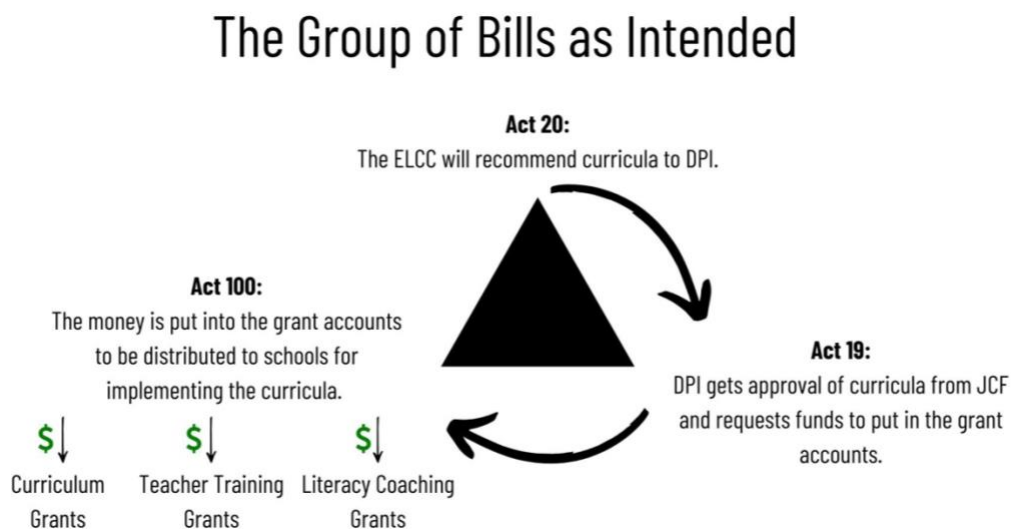 The Group of Bills as Intended
Act 20:
The ELCC will recommend curricula to DPI.
Act 100:
The money is put into the grant accounts
to be distributed to schools for
implementing the curricula.
Act 19:
DPI gets approval of curricula from JCF
and requests funds to put in the grant
accounts.
$ $ $
Curriculum Teacher Training Literacy Coaching
Grants Grants Grants